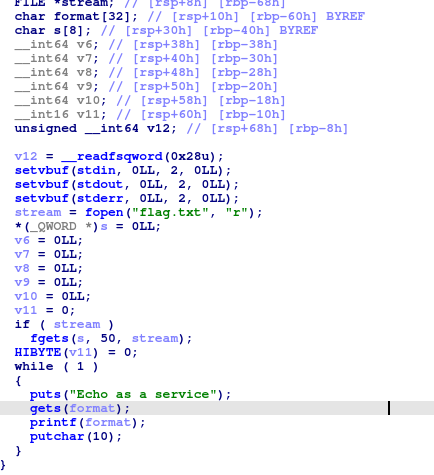 FILE *stream; // [rsp+8h] [rbp-68h]
char format[32]; // [rsp+10h] [rbp-60h] BYREF
char s[8]; // [rsp+30h] [rbp-40h] BYREF
__int64 v6; // [rsp+38h] [rbp-38h]
__int64 v7; // [rsp+40h] [rbp-30h]
__int64 v8; // [rsp+48h] [rbp-28h]
__int64 v9; // [rsp+50h] [rbp-20h]
__int64 v10; // [rsp+58h] [rbp-18h]
__int16 v11; // [rsp+60h] [rbp-10h]
unsigned __int64 v12; // [rsp+68h] [rbp-8h]
v12 = __readfsqword(0x28u);
setvbuf(stdin, 0LL, 2, 0LL);
setvbuf(stdout, 0LL, 2, 0LL);
setvbuf(stderr, 0LL, 2, 0LL);
stream = fopen("flag.txt", "r");
*(_QWORD *)s = 0LL;
v6 = 0LL;
v7 = 0LL;
v8 = 0LL;
v9 = 0LL;
v10 = 0LL;
v11 = 0;
if ( stream )
fgets(s, 50, stream);
HIBYTE(v11) = 0;
while ( 1 )
{
puts("Echo as a service");
gets(format);
printf(format);
putchar(10);
}
}